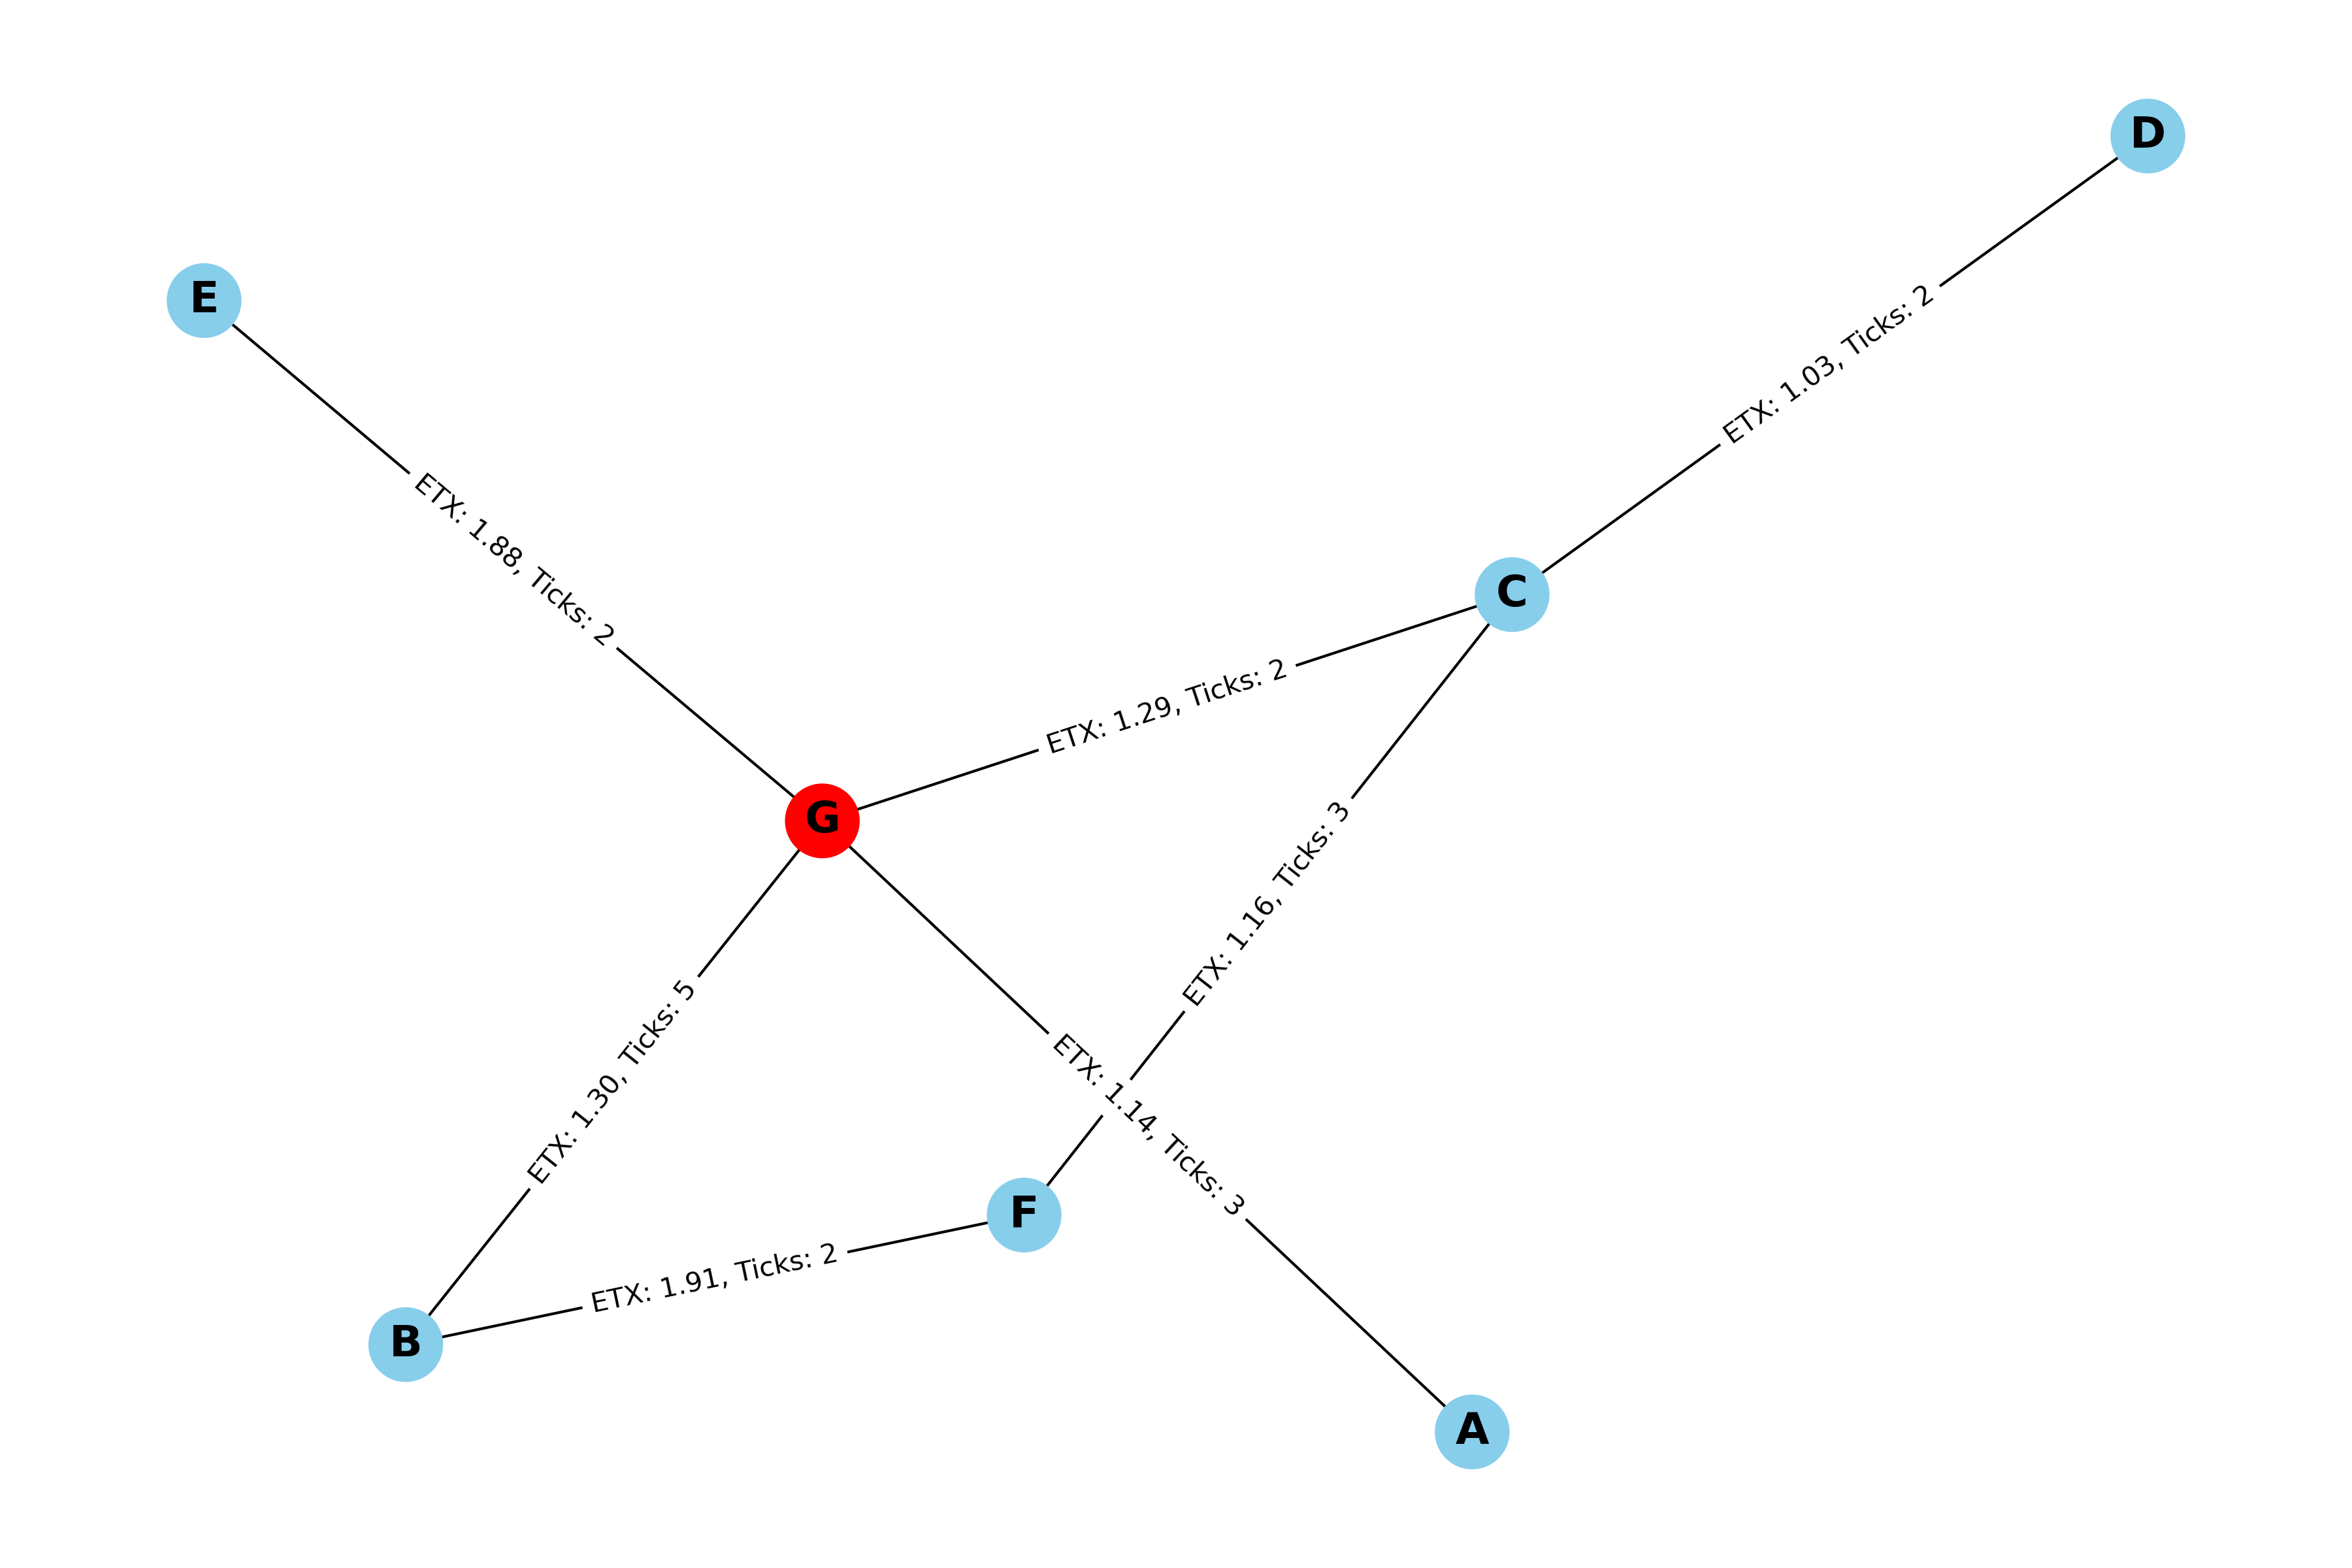 D
E
ETX: 1.03, Ticks: 2
ETX: 1.88, Ticks: 2
C
ETX: 1.29, Ticks: 2
G
ETX: 1.16, Ticks: 3
ETX: 1.30, Ticks: 5
ETX: 1.14, Ticks: 3
F
ETX: 1.91, Ticks: 2
B
A